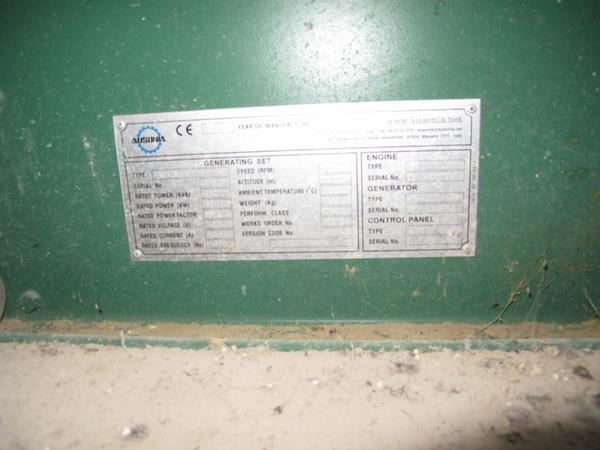 AUSONIA
CE
YEAR OF MANUFACTURE
www.ausonia.net
GENERATING SET
TYPE
SERIAL No.
RATED POWER (KVA)
RATED POWER (KW)
RATED POWER FACTOR
RATED VOLTAGE (V)
RATED CURRENT (A)
RATED FREQUENCY (Hz)
SPEED (RPM)
ALTITUDE (m)
AMBIENT TEMPERATURE (°C)
WEIGHT (Kg)
PERFORM. CLASS
WORKS ORDER No.
VERSION CODE No.
ENGINE
TYPE
SERIAL No.
GENERATOR
TYPE
SERIAL No.
CONTROL PANEL
TYPE
SERIAL No.